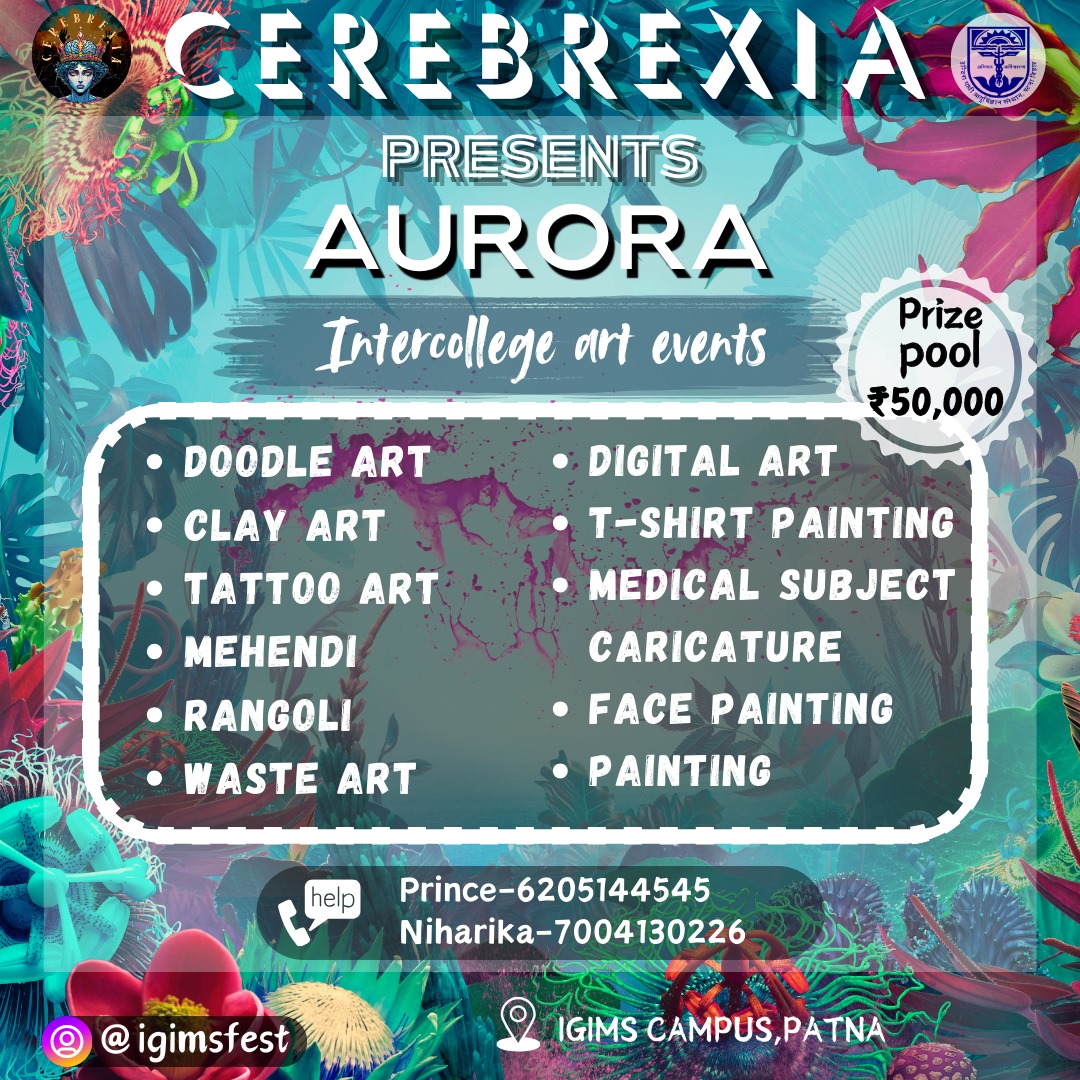 CEREBREXIA
CEREBREXIA
PRESENTS
AURORA
Intercollege art events
Prize
pool
₹50,000
• DOODLE ART
• CLAY ART
• TATTOO ART
• MEHENDI
• RANGOLI
• WASTE ART
• DIGITAL ART
• T-SHIRT PAINTING
• MEDICAL SUBJECT
CARICATURE
• FACE PAINTING
• PAINTING
help
Prince-6205144545
Niharika-7004130226
@igimsfest
IGIMS CAMPUS,PATNA